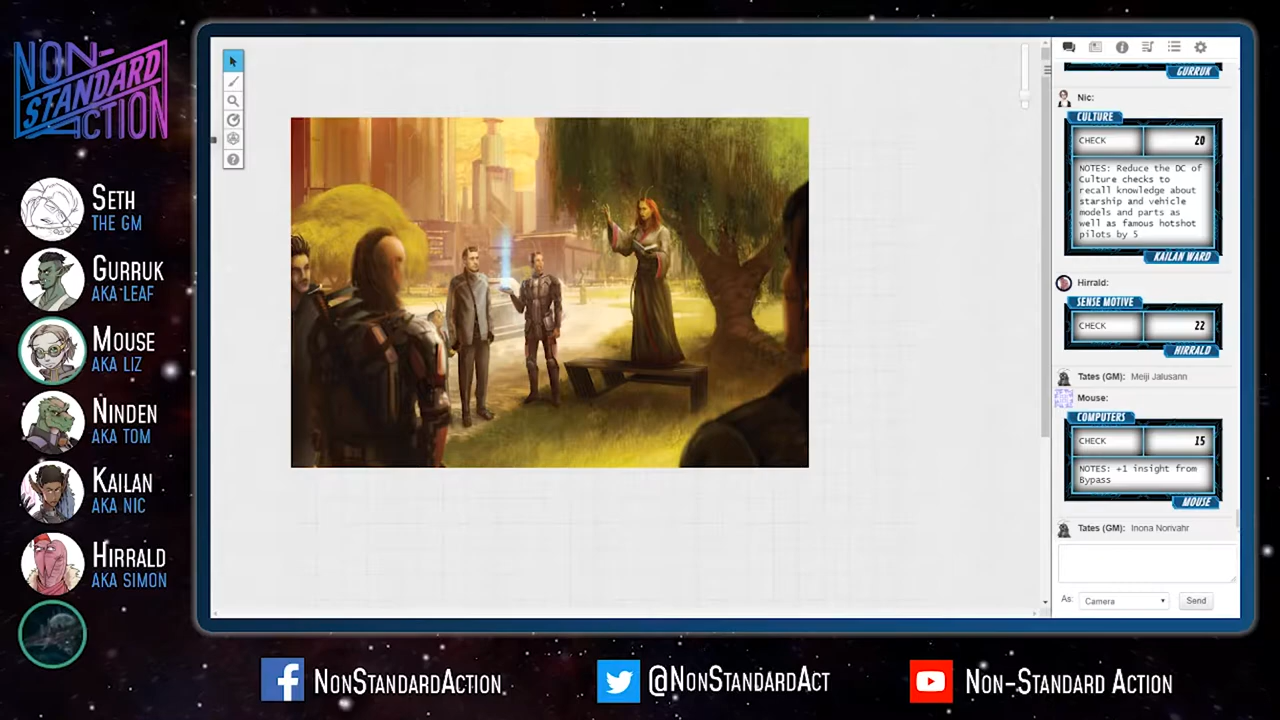 NON-
STANDARD
ACTION
SETH
THE GM
GURRUK
AKA LEAF
MOUSE
AKA LIZ
NINDEN
AKA TOM
KAILAN
AKA NIC
HIRRALD
AKA SIMON
GURRUK
Nic:
CULTURE
CHECK 20
NOTES: Reduce the DC of
Culture checks to
recall knowledge about
starship and vehicle
models and parts as
well as famous hotshot
pilots by 5
KAILAN WARD
Hirrald:
SENSE MOTIVE
CHECK 22
HIRRALD
Tates (GM): Meiji Jalusann
Mouse:
COMPUTERS
CHECK 15
NOTES: +1 insight from
Bypass
MOUSE
Tates (GM): Inona Nonvahr
As: Camera Send
NONSTANDARDACTION
@NONSTANDARDACT
NON-STANDARD ACTION